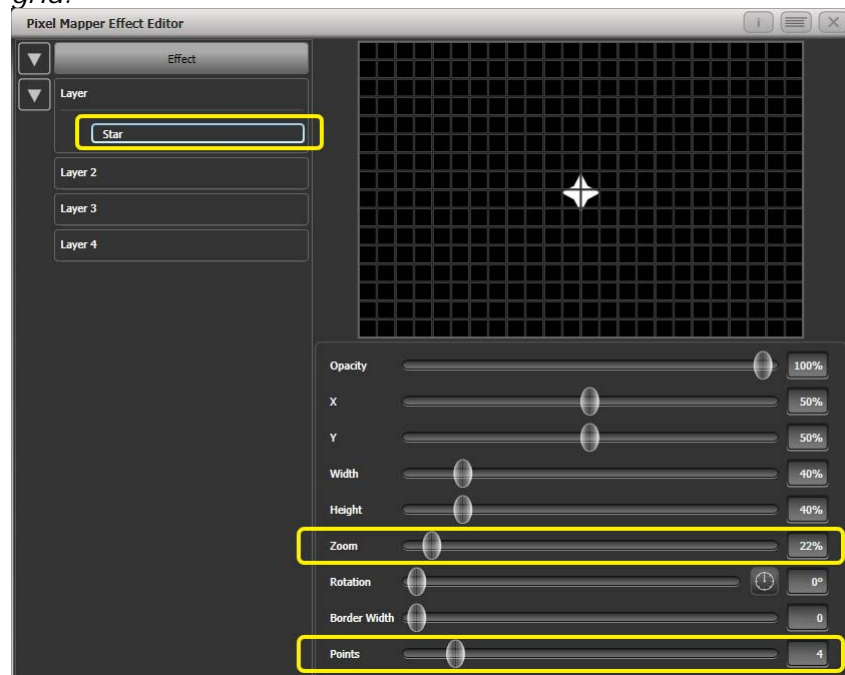 grid.
Pixel Mapper Effect Editor
i
Effect
Layer
Star
Layer 2
Layer 3
Layer 4
Opacity 100%
X 50%
Y 50%
Width 40%
Height 40%
Zoom 22%
Rotation 0°
Border Width 0
Points 4